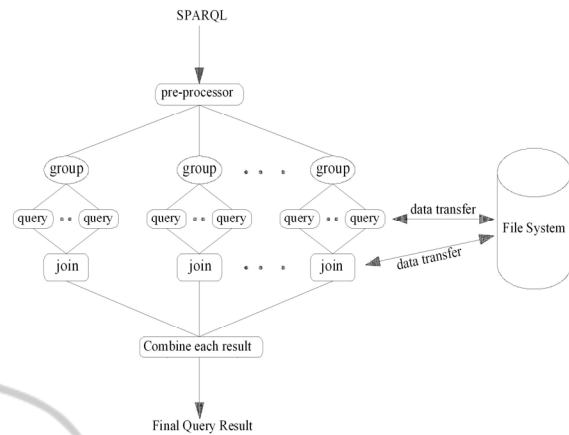 SPARQL
pre-processor
group group group
query query query query query query
data transfer
File System
join join join
data transfer
Combine each result
Final Query Result